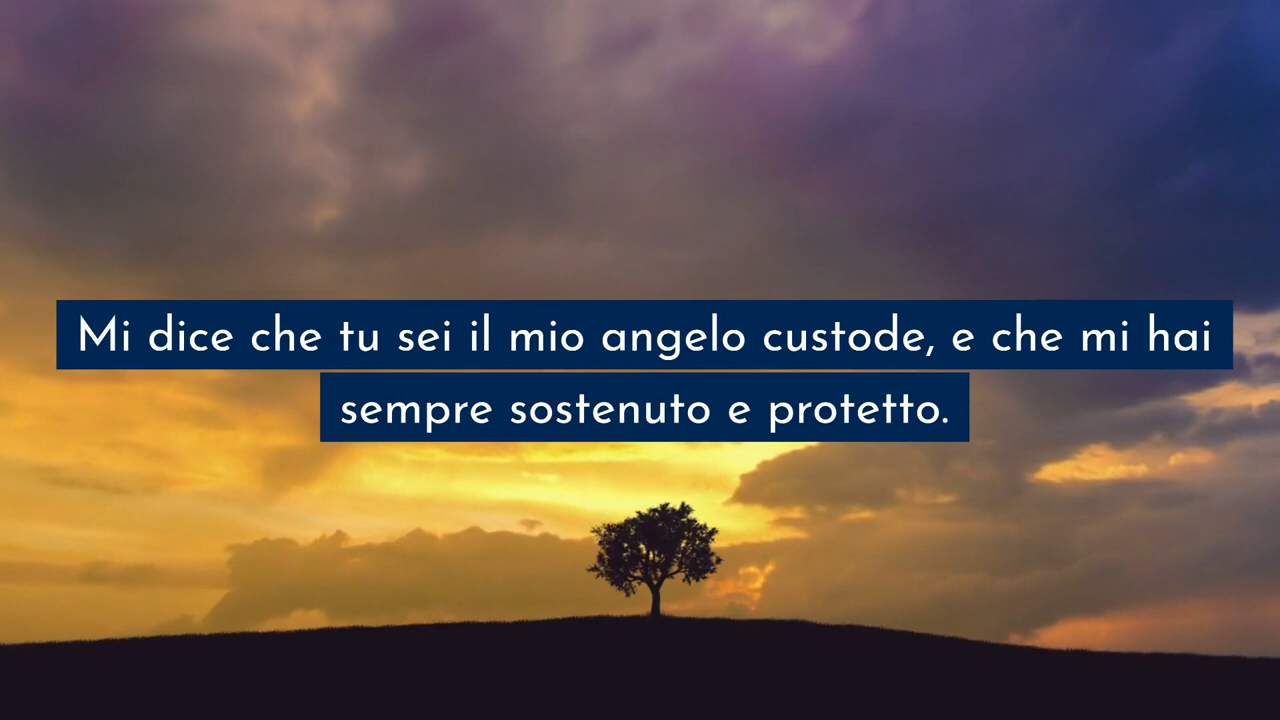 Mi dice che tu sei il mio angelo custode, e che mi hai
sempre sostenuto e protetto.